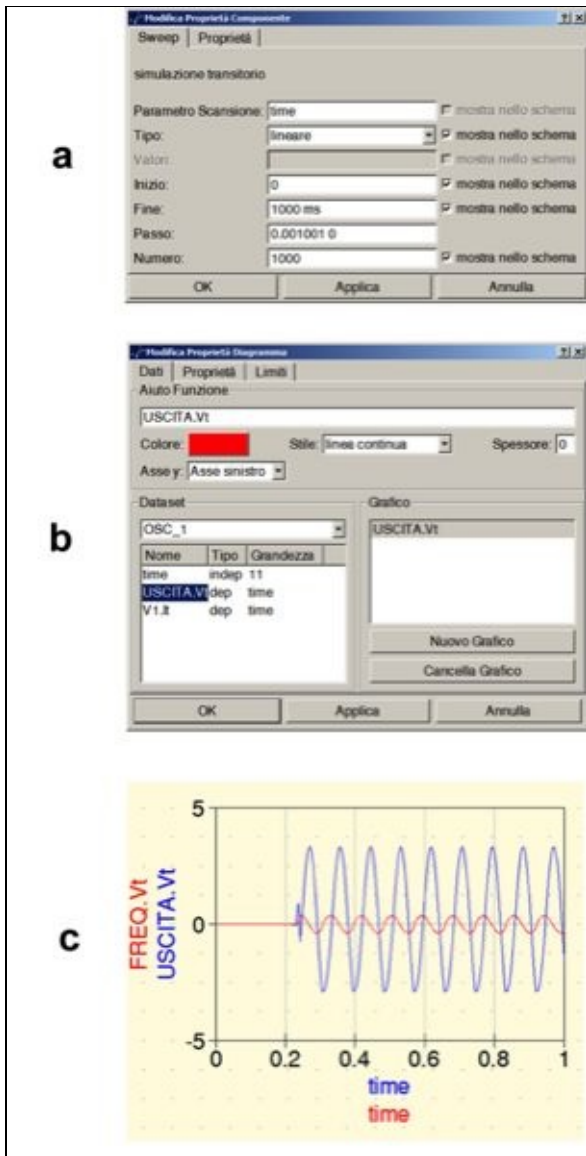 Modifica Proprietà Componente
Sweep Proprietà
simulazione transitorio
a
Parametro Scansione: time mostra nello schema
Tipo: lineare mostra nello schema
Valori: mostra nello schema
Inizio: 0 mostra nello schema
Fine: 1000 ms mostra nello schema
Passo: 0.001001 0
Numero: 1000 mostra nello schema
OK Applica Annulla
Modifica Proprietà Diagramma
Dati Proprietà Limiti
Aiuto Funzione
USCITA.Vt
Colore: Stile: linea continua Spessore: 0
Asse y: Asse sinistro
b
Dataset Grafico
OSC_1 USCITA.Vt
Nome Tipo Grandezza
time indep 11
USCITA.Vt dep time
V1.It dep time
Nuovo Grafico
Cancella Grafico
OK Applica Annulla
c
FREQ.Vt
USCITA.Vt
5
0
-5
0 0.2 0.4 0.6 0.8 1
time
time